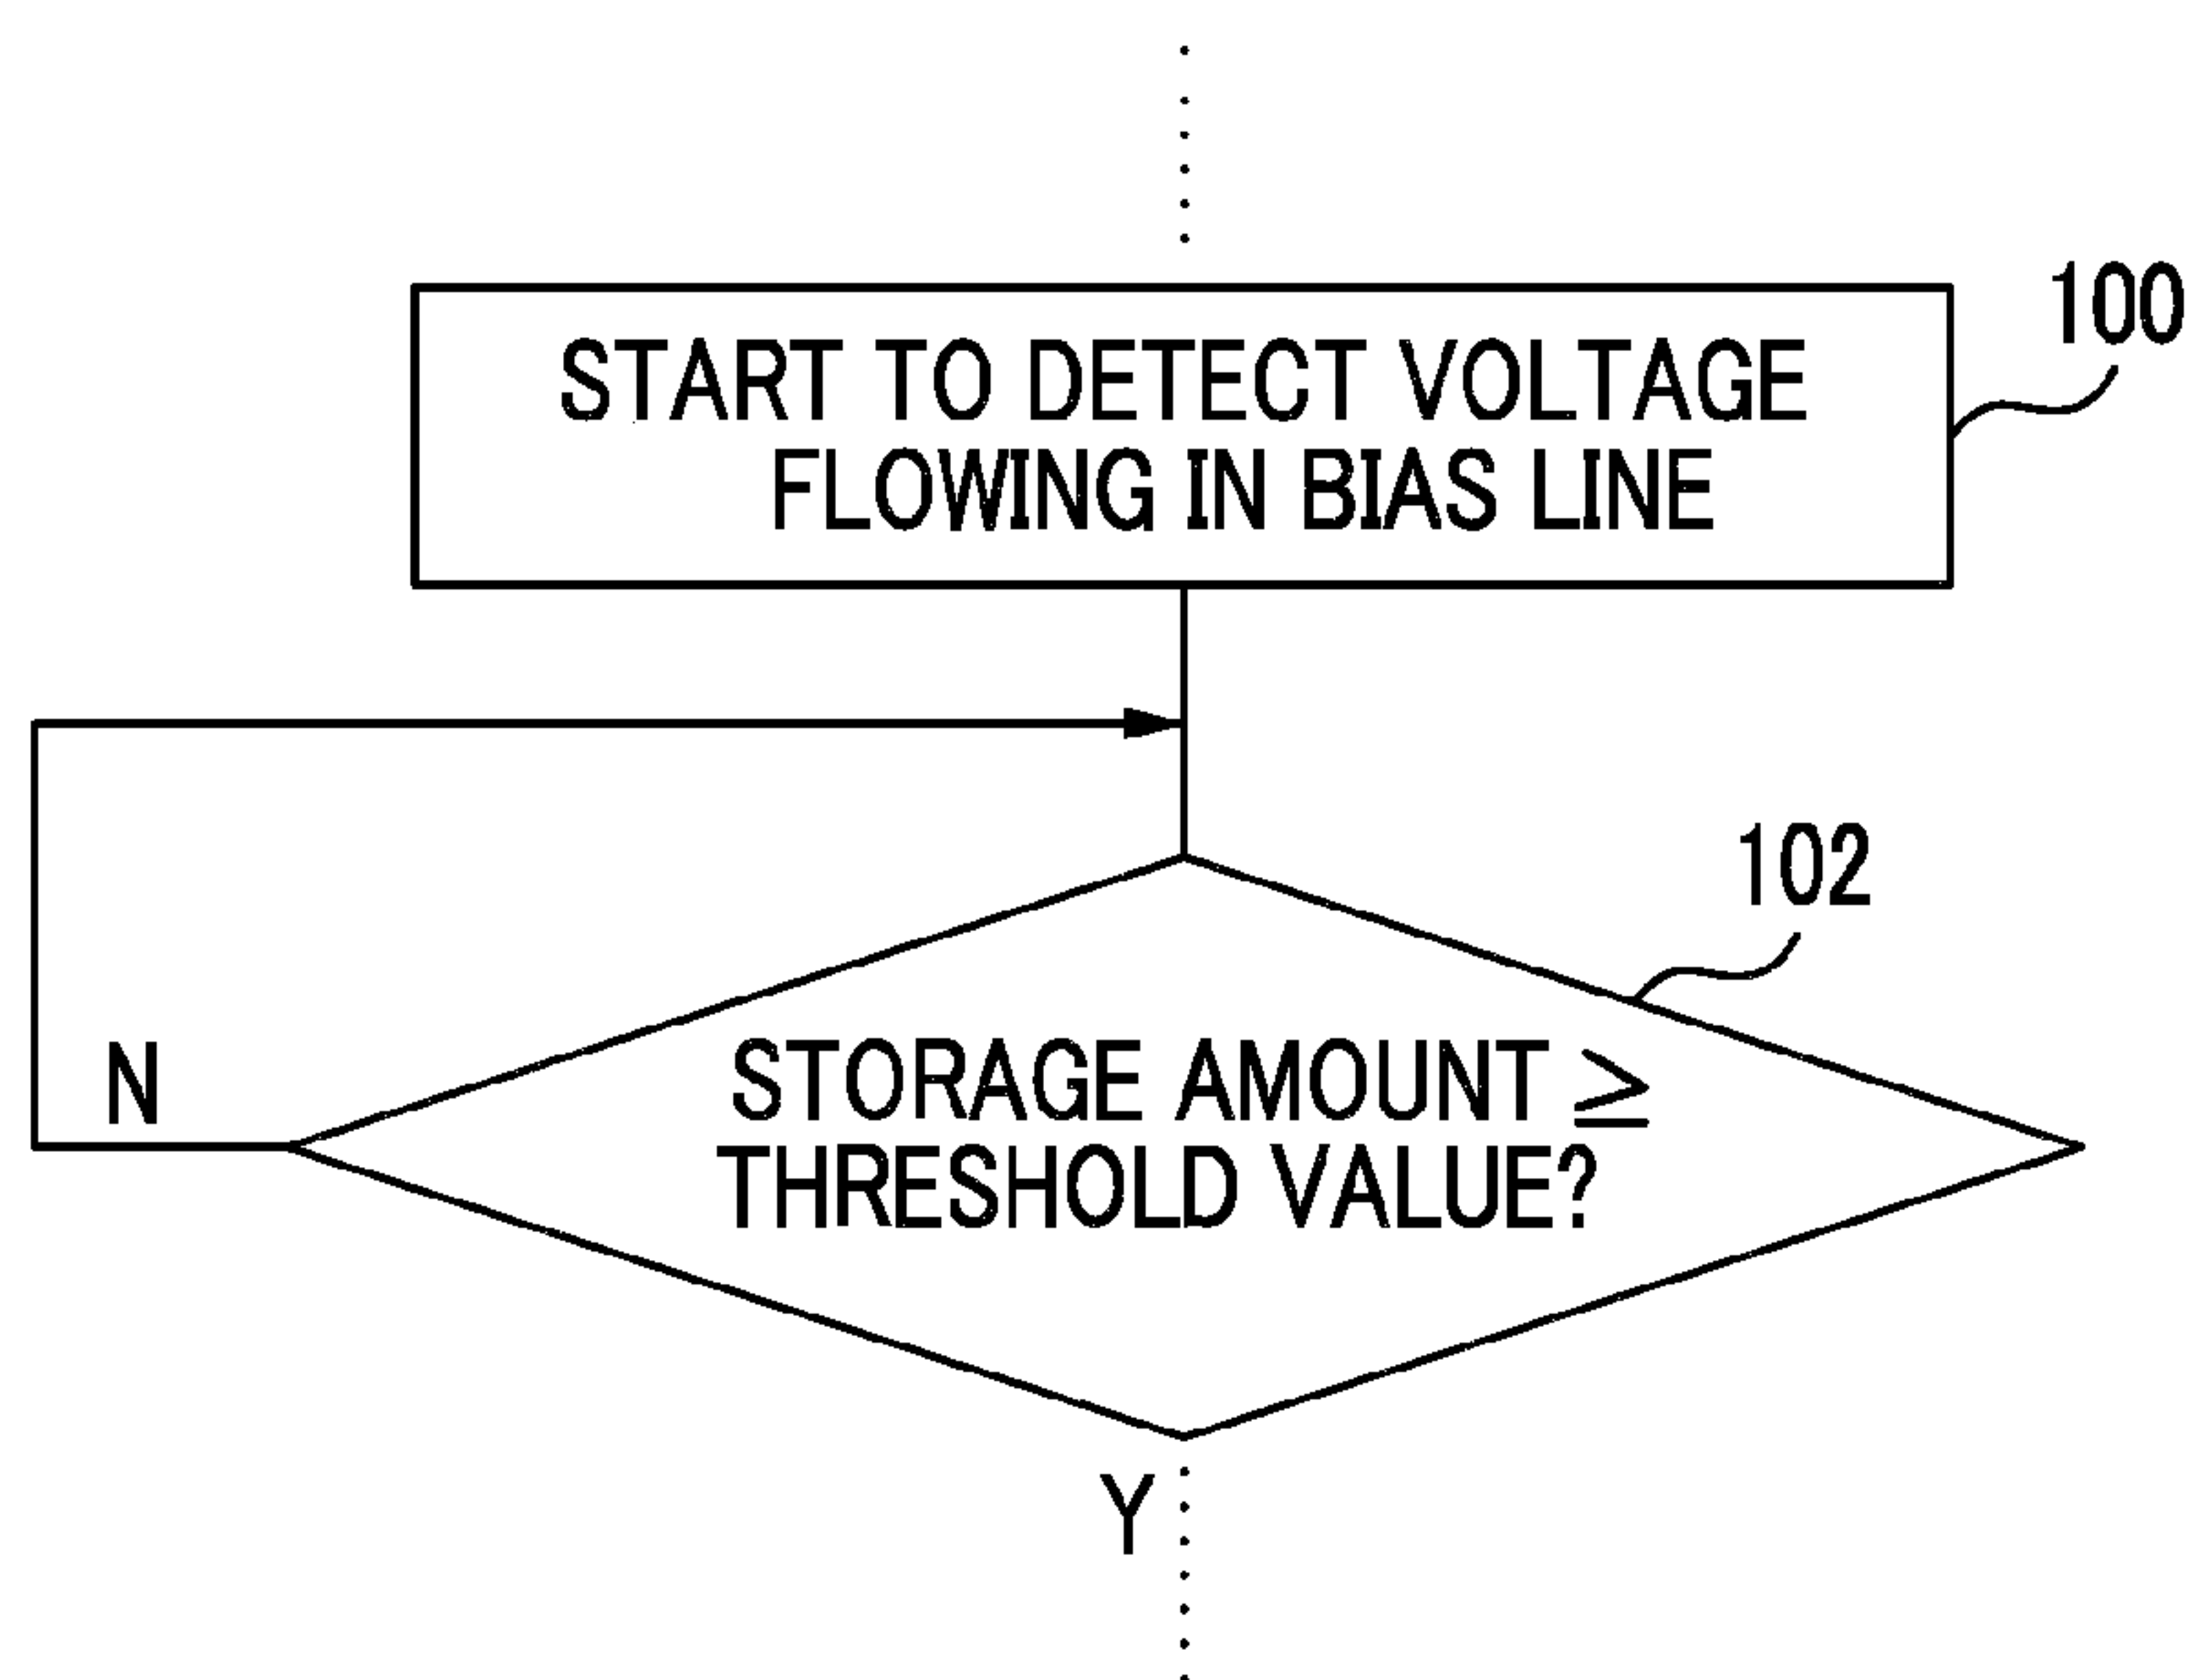 100
START TO DETECT VOLTAGE
FLOWING IN BIAS LINE
102
N
STORAGE AMOUNT ≥
THRESHOLD VALUE?
Y